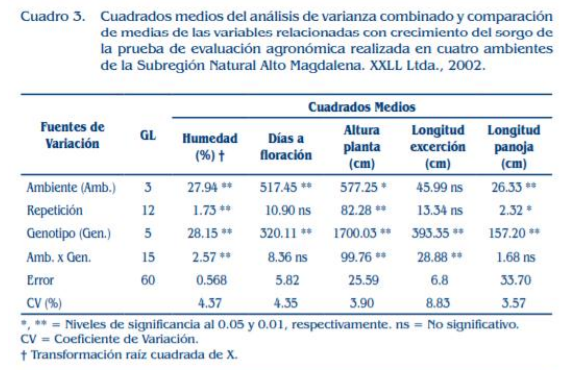 Cuadro 3. Cuadrados medios del análisis de varianza combinado y comparación
de medias de las variables relacionadas con crecimiento del sorgo de
la prueba de evaluación agronómica realizada en cuatro ambientes
de la Subregión Natural Alto Magdalena. XXLL Ltda., 2002.
Cuadrados Medios
Fuentes de Variación GL Humedad (%) † Días a floración Altura planta (cm) Longitud excerción (cm) Longitud panoja (cm)
Ambiente (Amb.) 3 27.94 ** 517.45 ** 577.25 * 45.99 ns 26.33 **
Repetición 12 1.73 ** 10.90 ns 82.28 ** 13.34 ns 2.32 *
Genotipo (Gen.) 5 28.15 ** 320.11 ** 1700.03 ** 393.35 ** 157.20 **
Amb. x Gen. 15 2.57 ** 8.36 ns 99.76 ** 28.88 ** 1.68 ns
Error 60 0.568 5.82 25.59 6.8 33.70
CV (%) 4.37 4.35 3.90 8.83 3.57
*, ** = Niveles de significancia al 0.05 y 0.01, respectivamente. ns = No significativo.
CV = Coeficiente de Variación.
† Transformación raíz cuadrada de X.